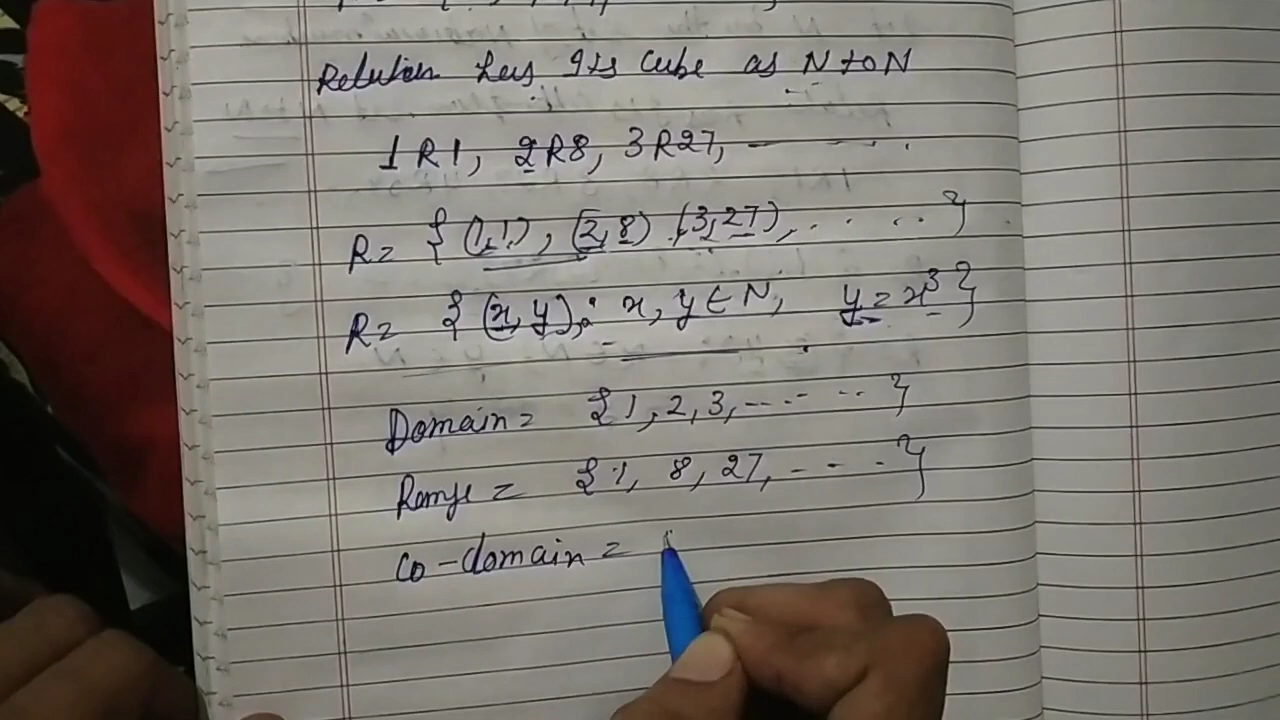 Relation has Its cube as N to N
1R1, 2R8, 3R27, - - - .
R = {(1,1), (2,8) (3,27), . . . . }
R = {(x,y) : x, y ∈ N, y = x³}
Domain = {1, 2, 3, ---- -- }
Range = {1, 8, 27, - - - }
Co-domain =